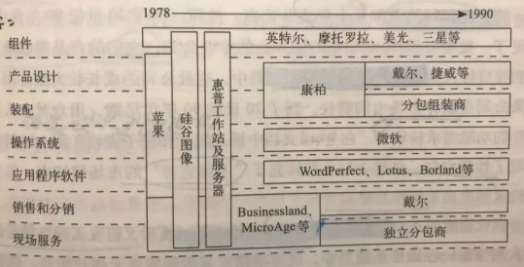 1978 1990
组件 英特尔、摩托罗拉、美光、三星等
产品设计
装配
操作系统
应用程序软件
销售和分销
现场服务
苹果
硅谷图像
惠普工作站及服务器
康柏
戴尔、捷威等
分包组装商
微软
WordPerfect、Lotus、Borland等
Businessland、
MicroAge等
戴尔
独立分包商